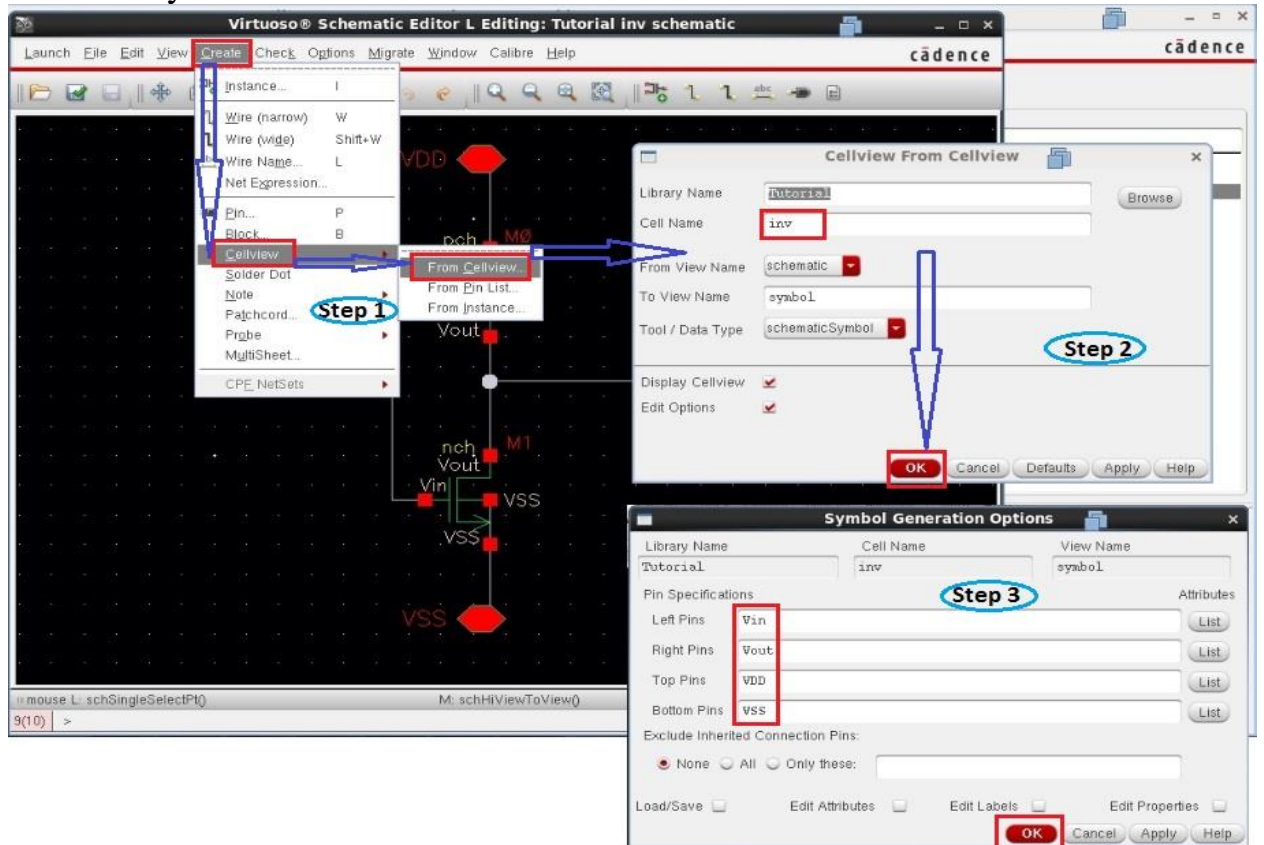 Virtuoso® Schematic Editor L Editing: Tutorial inv schematic
Launch File Edit View Create Check Options Migrate Window Calibre Help
cādence
cādence
Instance... I
Wire (narrow) W
Wire (wide) Shift+W
Wire Name... L
Net Expression...
Pin... P
Block... B
Cellview
Solder Dot
Note
Patchcord...
Probe
MultiSheet...
CPF NetSets
From Cellview...
From Pin List...
From Instance...
Step 1
abc
VDD
pch M0
Vout
nch M1
Vout
Vin
VSS
VSS
VSS
mouse L: schSingleSelectPt() M: schHiViewToView()
9(10) >
Cellview From Cellview
Library Name Tutorial Browse
Cell Name inv
From View Name schematic
To View Name symbol
Tool / Data Type schematicSymbol
Step 2
Display Cellview
Edit Options
OK Cancel Defaults Apply Help
Symbol Generation Options
Library Name Cell Name View Name
Tutorial inv symbol
Pin Specifications Step 3 Attributes
Left Pins Vin List
Right Pins Vout List
Top Pins VDD List
Bottom Pins VSS List
Exclude Inherited Connection Pins:
None All Only these:
Load/Save Edit Attributes Edit Labels Edit Properties
OK Cancel Apply Help